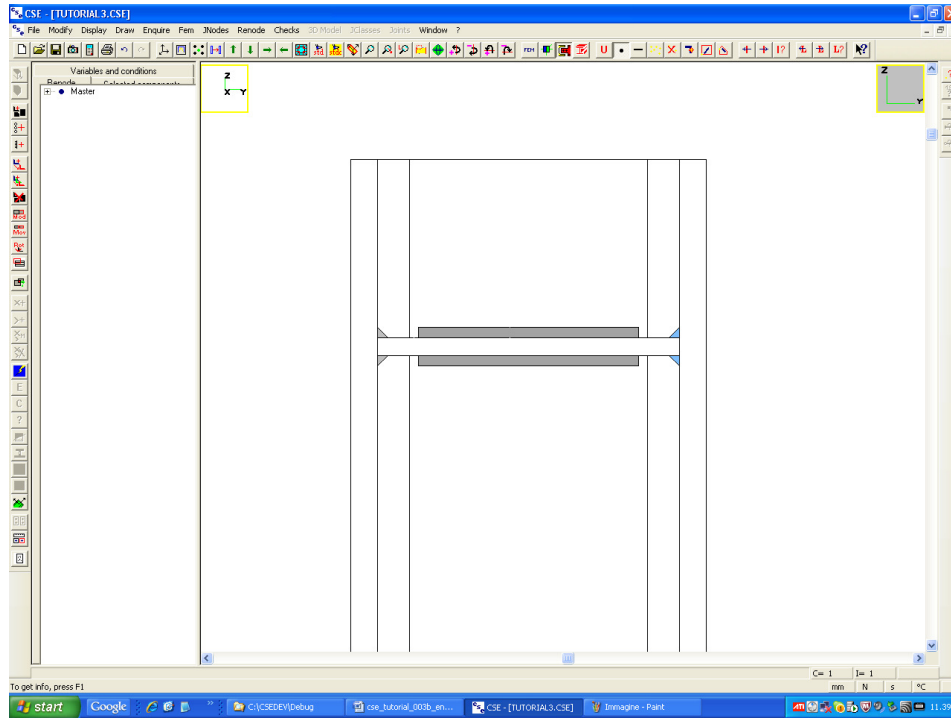 CSE - [TUTORIAL3.CSE]
File Modify Display Draw Enquire Fem JNodes Renode Checks 3D Model JClasses Joints Window ?
Variables and conditions
Renode Selected components
Master
Z
X Y
Z
Y
C= 1 I= 1
To get info, press F1
mm N s °C
start Google C:\CSEDEV\Debug cse_tutorial_003b_en... CSE - [TUTORIAL3.CSE] Immagine - Paint